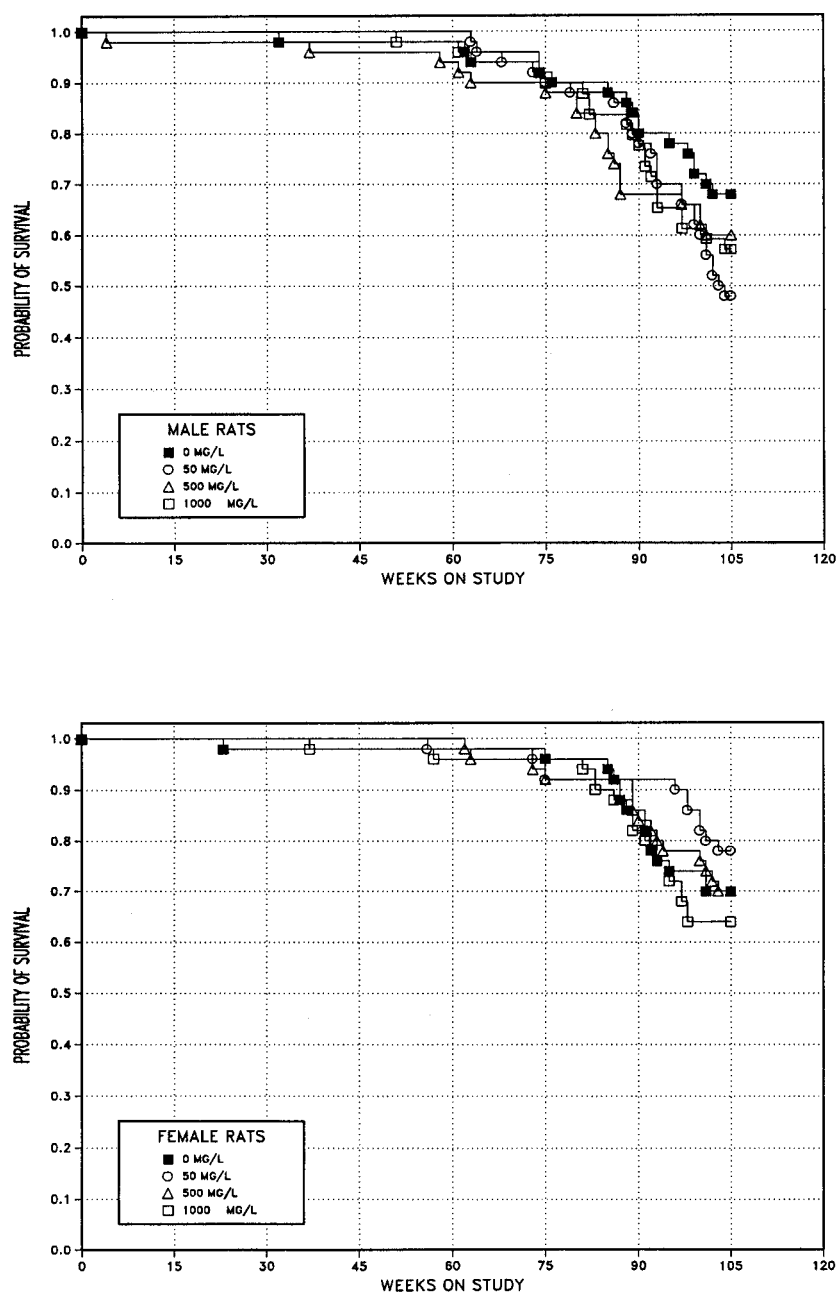 PROBABILITY OF SURVIVAL
1.0
0.9
0.8
0.7
0.6
0.5
0.4
0.3
0.2
0.1
0.0
MALE RATS
0 MG/L
50 MG/L
500 MG/L
1000 MG/L
0 15 30 45 60 75 90 105 120
WEEKS ON STUDY
PROBABILITY OF SURVIVAL
1.0
0.9
0.8
0.7
0.6
0.5
0.4
0.3
0.2
0.1
0.0
FEMALE RATS
0 MG/L
50 MG/L
500 MG/L
1000 MG/L
0 15 30 45 60 75 90 105 120
WEEKS ON STUDY